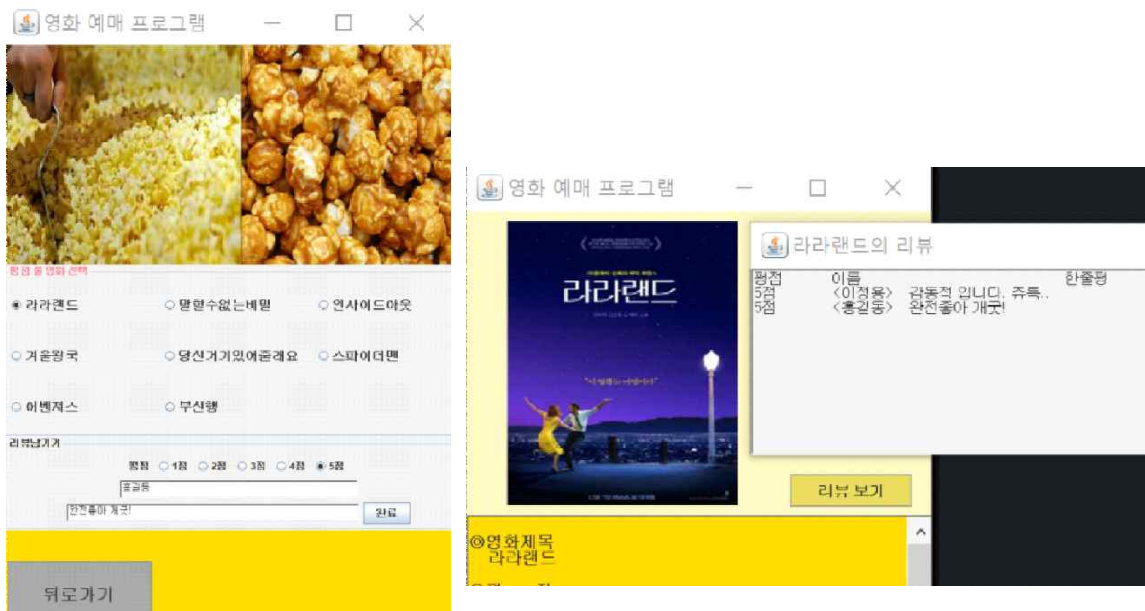 영화 예매 프로그램
평점 줄 영화 선택
라라랜드 말할수없는비밀 인사이드아웃
겨울왕국 당신거기있어줄래요 스파이더맨
어벤져스 부산행
리뷰남기기
평점 1점 2점 3점 4점 5점
홍길동
완전좋아 개굿!
완료
뒤로가기
영화 예매 프로그램
라라랜드
리뷰 보기
◎영화제목
라라랜드
라라랜드의 리뷰
평점 이름 한줄평
5점 <이정용> 감동적 입니다. 쥬륵..
5점 <홍길동> 완전좋아 개굿!